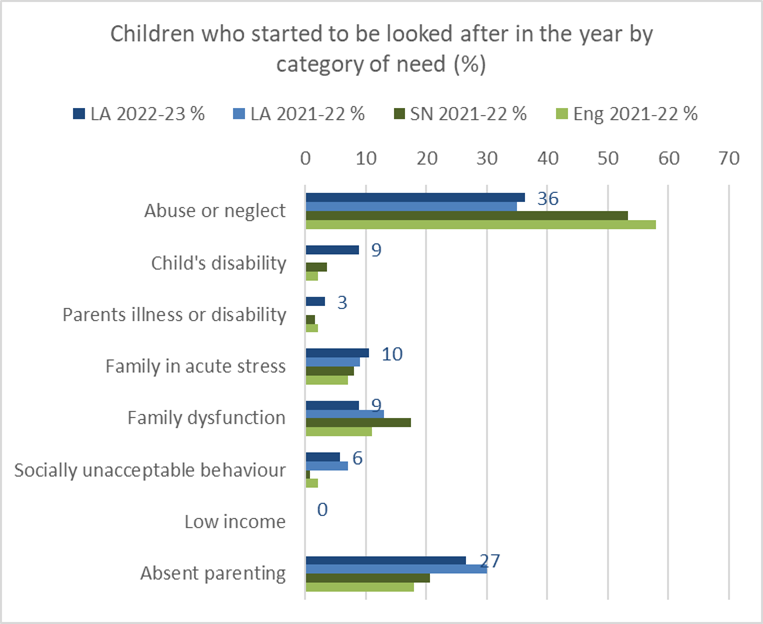 Children who started to be looked after in the year by
category of need (%)
LA 2022-23 % LA 2021-22 % SN 2021-22 % Eng 2021-22 %
0 10 20 30 40 50 60 70
Abuse or neglect 36
Child's disability 9
Parents illness or disability 3
Family in acute stress 10
Family dysfunction 9
Socially unacceptable behaviour 6
Low income 0
Absent parenting 27